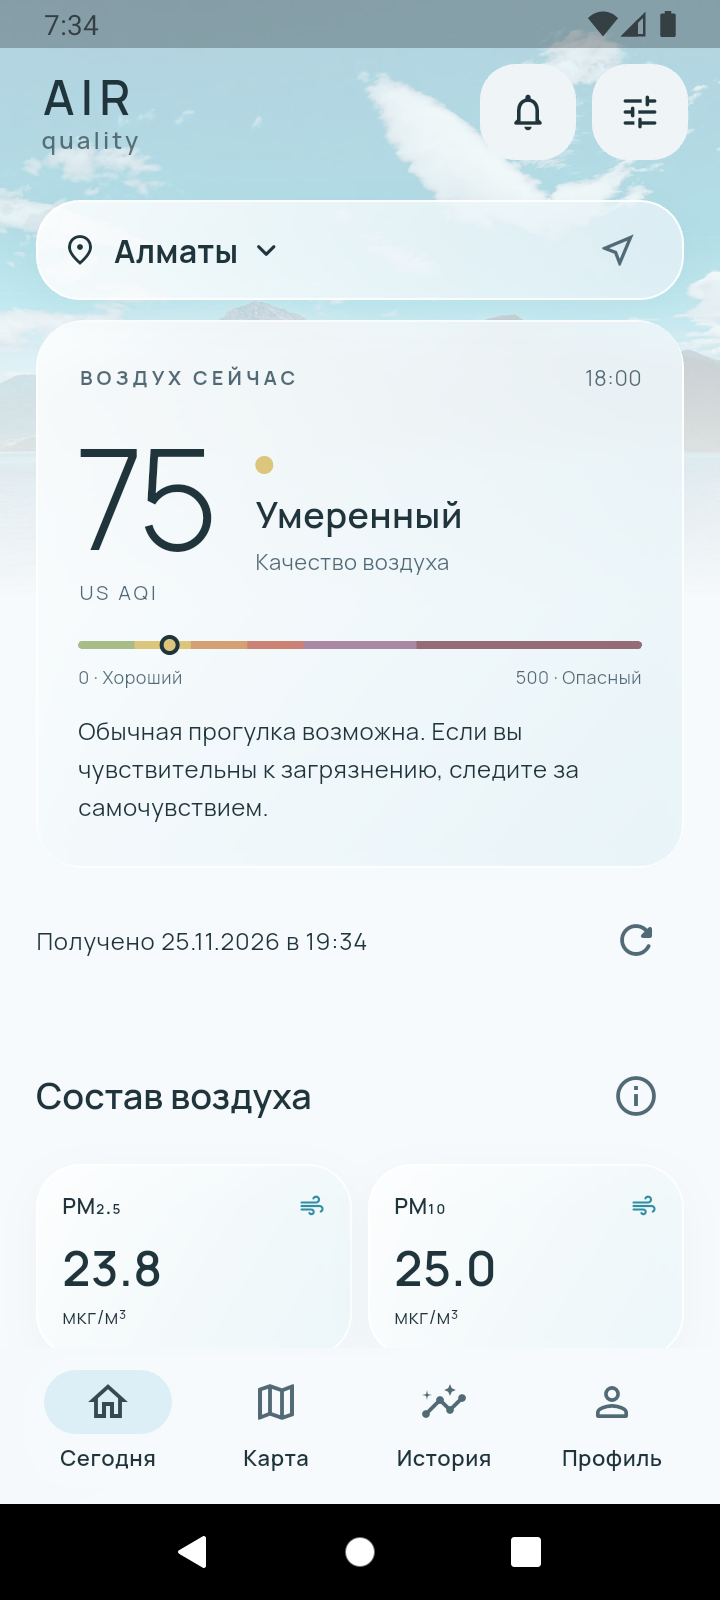 7:34
AIR
quality
Алматы
ВОЗДУХ СЕЙЧАС
18:00
75
Умеренный
Качество воздуха
US AQI
0 · Хороший
500 · Опасный
Обычная прогулка возможна. Если вы
чувствительны к загрязнению, следите за
самочувствием.
Получено 25.11.2026 в 19:34
Состав воздуха
PM₂.₅
PM₁₀
23.8
25.0
мкг/м³
мкг/м³
Сегодня
Карта
История
Профиль